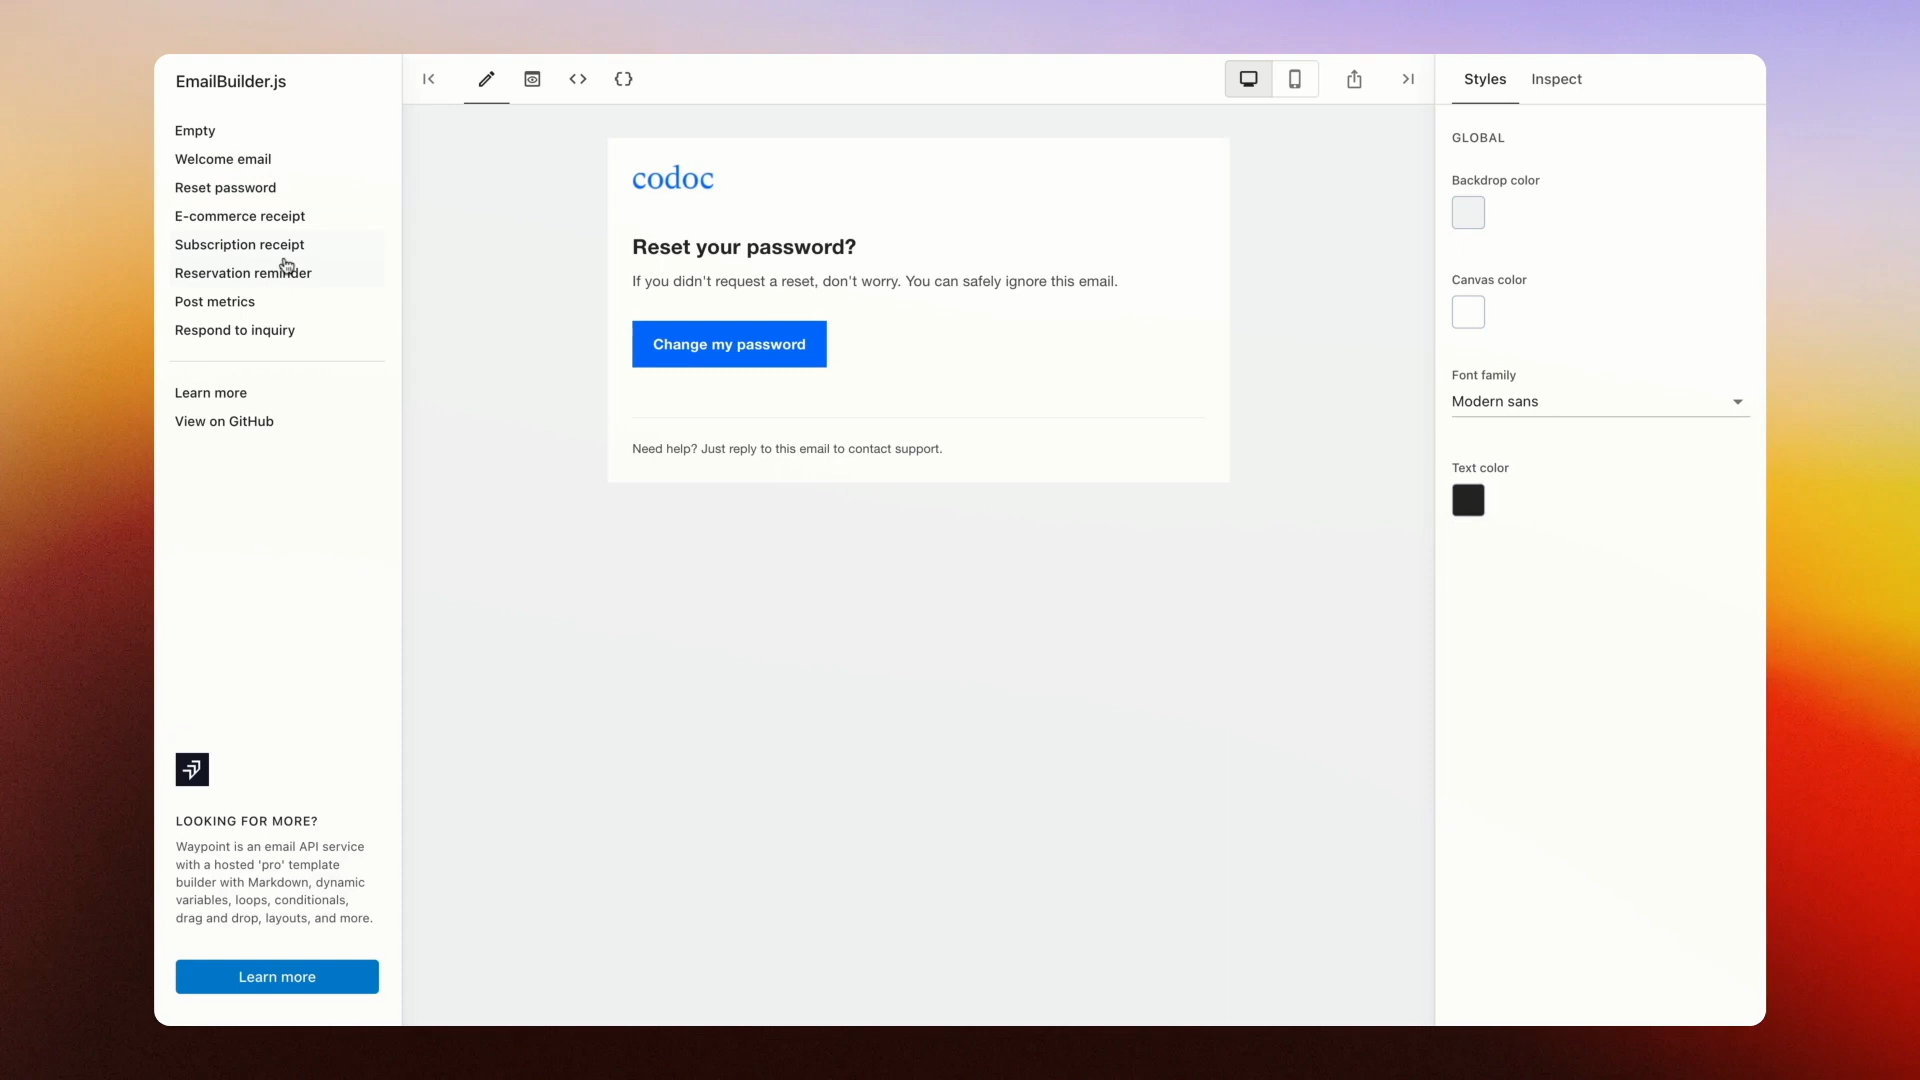 EmailBuilder.js
Empty
Welcome email
Reset password
E-commerce receipt
Subscription receipt
Reservation reminder
Post metrics
Respond to inquiry
Learn more
View on GitHub
LOOKING FOR MORE?
Waypoint is an email API service
with a hosted 'pro' template
builder with Markdown, dynamic
variables, loops, conditionals,
drag and drop, layouts, and more.
Learn more
codoc
Reset your password?
If you didn't request a reset, don't worry. You can safely ignore this email.
Change my password
Need help? Just reply to this email to contact support.
Styles Inspect
GLOBAL
Backdrop color
Canvas color
Font family
Modern sans
Text color